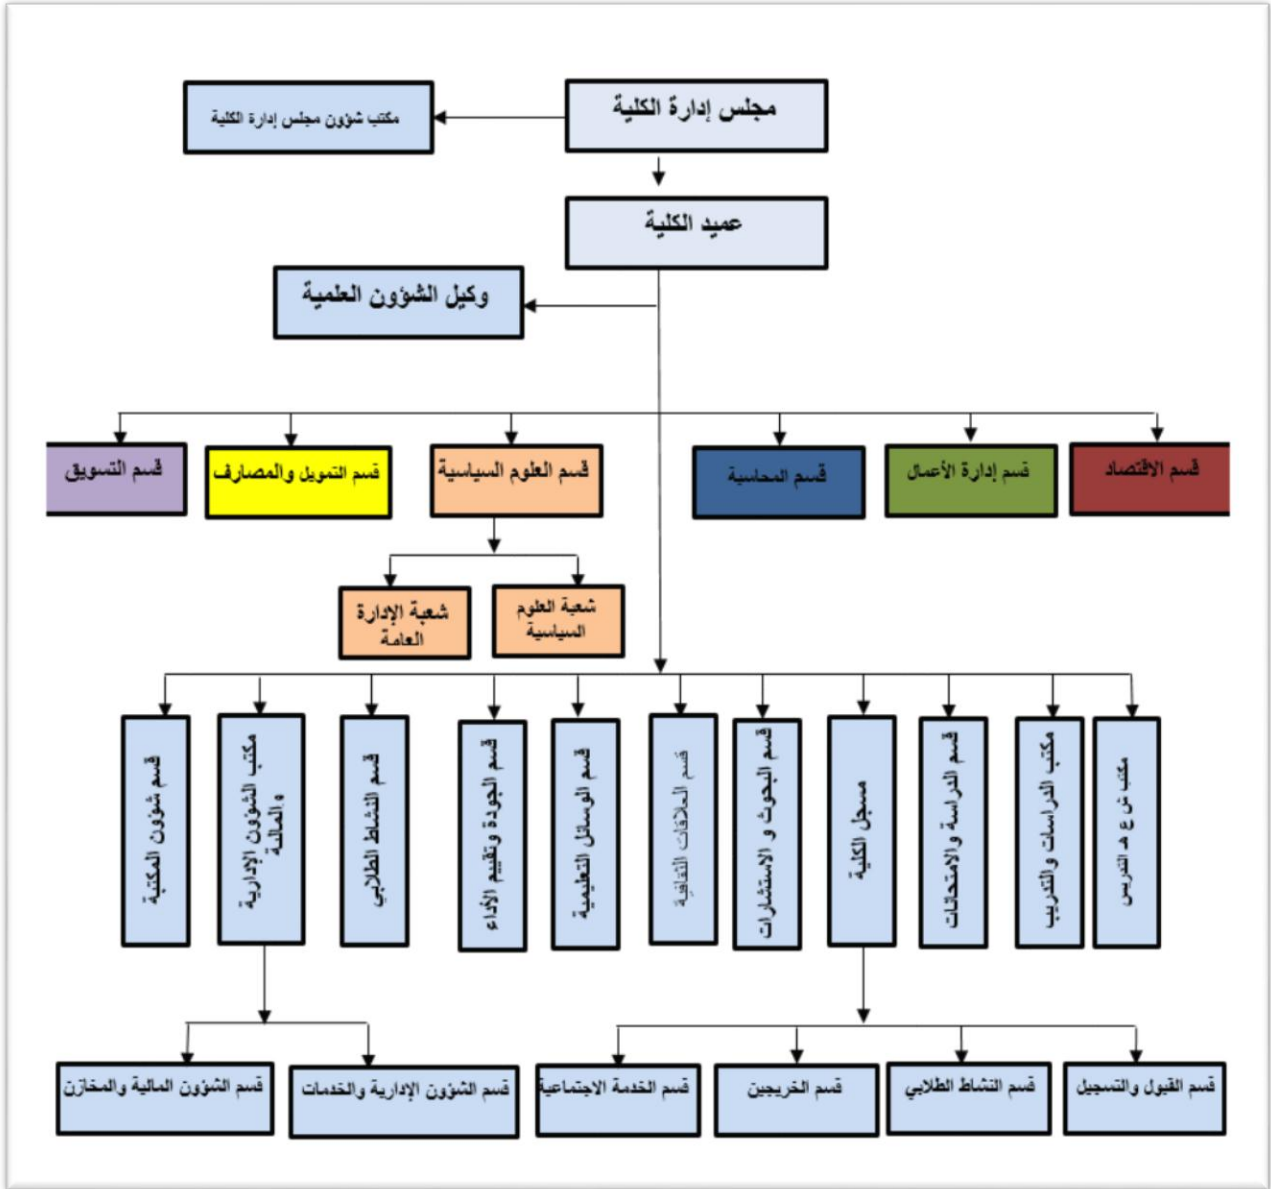 مجلس إدارة الكلية
مكتب شؤون مجلس إدارة الكلية
عميد الكلية
وكيل الشؤون العلمية
قسم الاقتصاد
قسم إدارة الأعمال
قسم المحاسبة
قسم العلوم السياسية
قسم التمويل والمصارف
قسم التسويق
شعبة العلوم
السياسية
شعبة الإدارة
العامة
مكتب ش ع هـ التدريس
مكتب الدراسات والتدريب
قسم الدراسة والامتحانات
مسجل الكلية
قسم البحوث و الاستشارات
قسم العلاقات الثقافية
قسم الوسائل التعليمية
قسم الجودة وتقييم الأداء
قسم النشاط الطلابي
مكتب الشؤون الإدارية
والمالية
قسم شؤوون المكتبة
قسم القبول والتسجيل
قسم النشاط الطلابي
قسم الخريجين
قسم الخدمة الاجتماعية
قسم الشؤون الإدارية والخدمات
قسم الشؤون المالية والمخازن